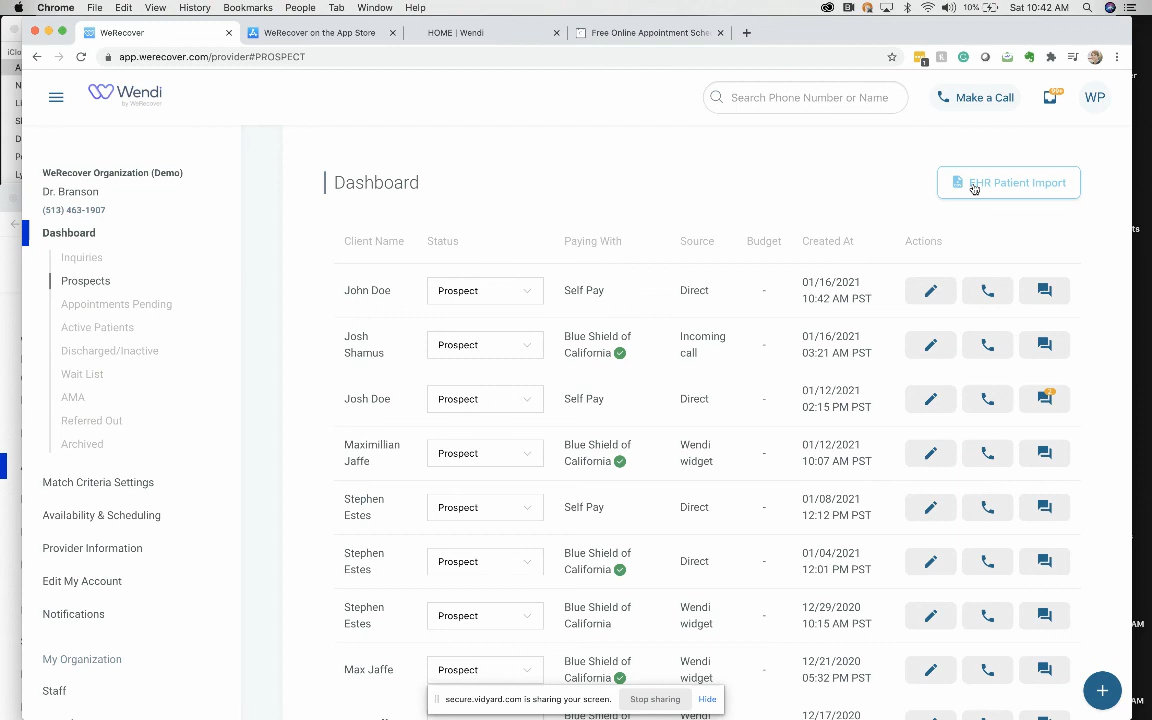 Chrome File Edit View History Bookmarks People Tab Window Help 10% Sat 10:42 AM
WeRecover
WeRecover on the App Store
HOME | Wendi
Free Online Appointment Sche
app.werecover.com/provider#PROSPECT
Wendi
by WeRecover
Search Phone Number or Name
Make a Call
WP
WeRecover Organization (Demo)
Dr. Branson
(513) 463-1907
Dashboard
Inquiries
Prospects
Appointments Pending
Active Patients
Discharged/Inactive
Wait List
AMA
Referred Out
Archived
Match Criteria Settings
Availability & Scheduling
Provider Information
Edit My Account
Notifications
My Organization
Staff
Dashboard
EHR Patient Import
Client Name Status Paying With Source Budget Created At Actions
John Doe Prospect Self Pay Direct 01/16/2021
10:42 AM PST
Josh Prospect Blue Shield of Incoming - 01/16/2021
Shamus California call 03:21 AM PST
Josh Doe Prospect Self Pay Direct 01/12/2021
02:15 PM PST
Maximillian Prospect Blue Shield of Wendi - 01/12/2021
Jaffe California widget 10:07 AM PST
Stephen Prospect Self Pay Direct 01/08/2021
Estes 12:12 PM PST
Stephen Prospect Blue Shield of Direct - 01/04/2021
Estes California 12:01 PM PST
Stephen Prospect Blue Shield of Wendi - 12/29/2020
Estes California widget 10:15 AM PST
Max Jaffe Prospect Blue Shield of Wendi - 12/21/2020
California widget 05:32 PM PST
Blue Shield of Wendi 12/17/2020
secure.vidyard.com is sharing your screen. Stop sharing Hide